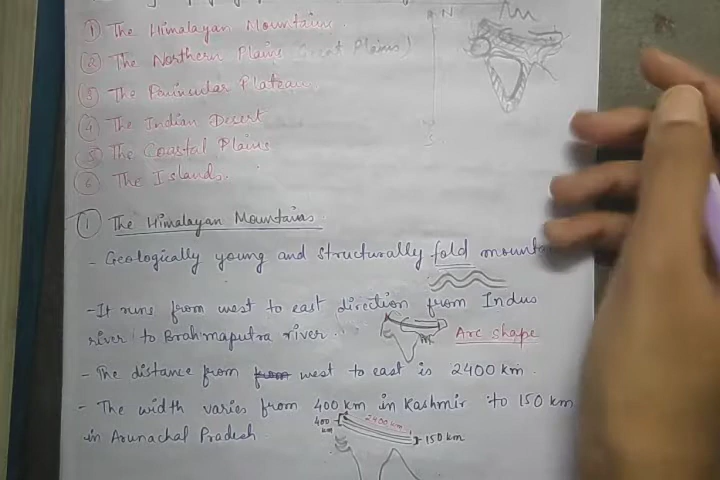 ① The Himalayan Mountains.
② The Northern Plains Great Plains)
③ The Peninsular Plateau.
④ The Indian Desert
⑤ The Coastal Plains
⑥ The Islands.
N
S
① The Himalayan Mountains.
- Geologically young and structurally fold
- It runs from west to east direction from Indus
river to Brahmaputra river.
Arc shape
- The distance from from west to east is 2400 km.
- The width varies from 400 km in Kashmir to 150 km
in Arunachal Pradesh.
400 km
2400 km
150 km